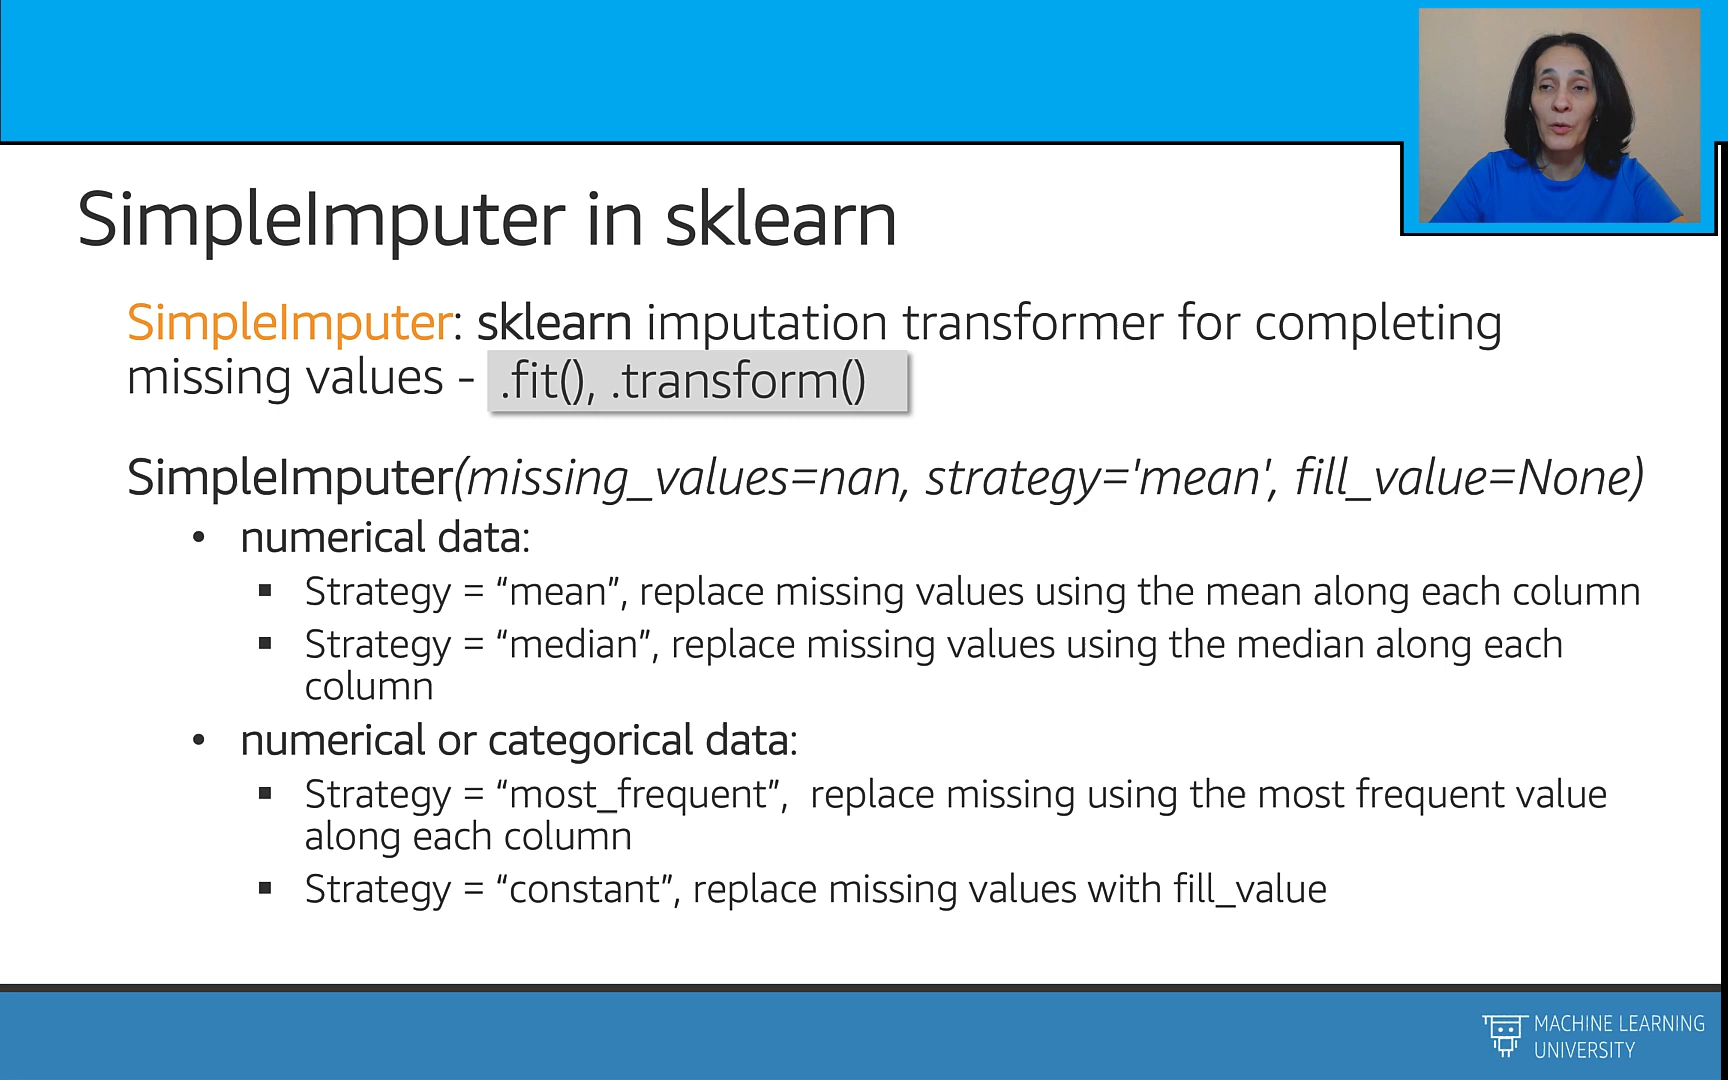 SimpleImputer in sklearn
SimpleImputer: sklearn imputation transformer for completing
missing values - .fit(), .transform()
SimpleImputer(missing_values=nan, strategy='mean', fill_value=None)
• numerical data:
▪ Strategy = “mean”, replace missing values using the mean along each column
▪ Strategy = “median”, replace missing values using the median along each
column
• numerical or categorical data:
▪ Strategy = “most_frequent”,  replace missing using the most frequent value
along each column
▪ Strategy = “constant”, replace missing values with fill_value
MACHINE LEARNING
UNIVERSITY